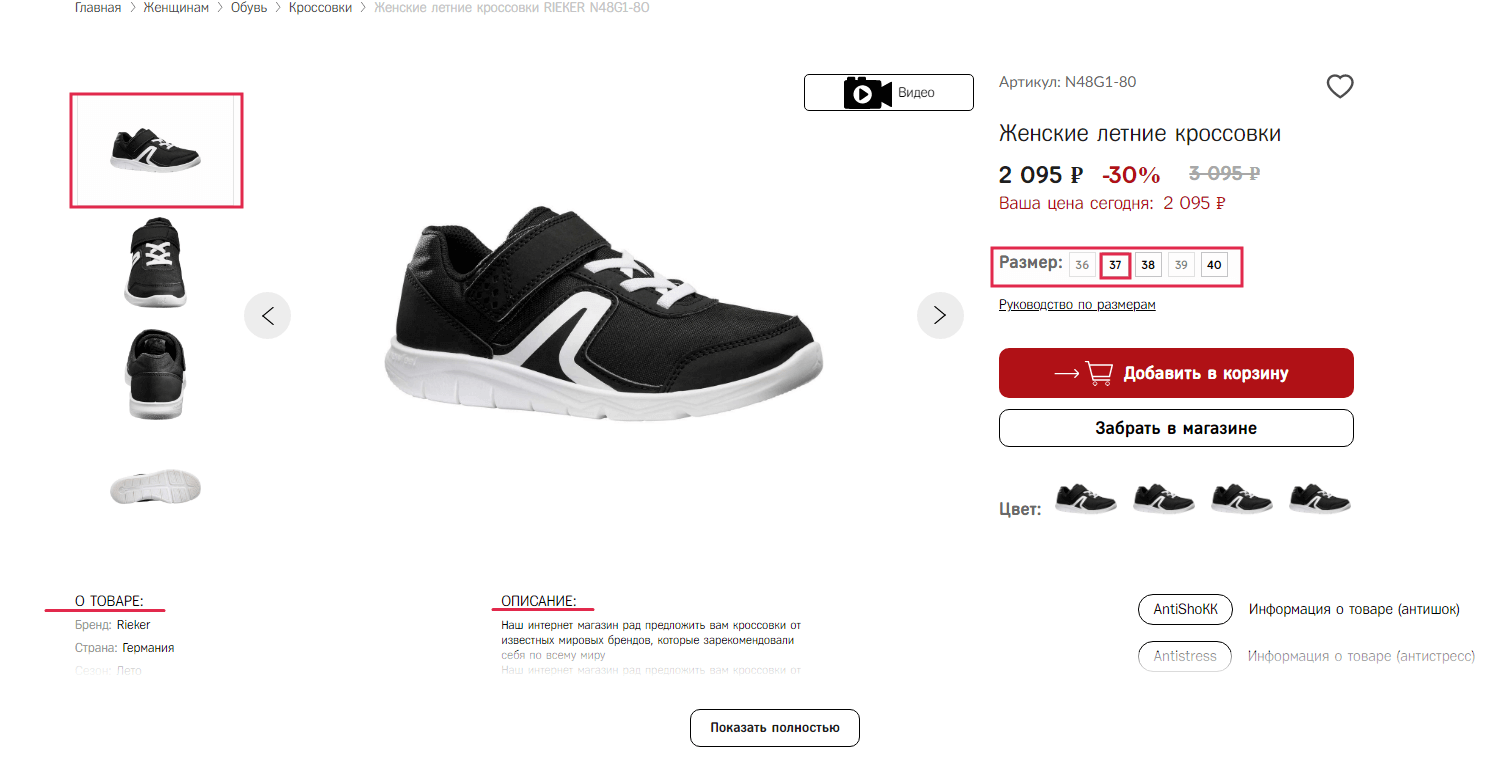 Главная > Женщинам > Обувь > Кроссовки > Женские летние кроссовки RIEKER N48G1-80
Видео
Артикул: N48G1-80
Женские летние кроссовки
2 095 ₽ -30% 3 095 ₽
Ваша цена сегодня: 2 095 ₽
Размер: 36 37 38 39 40
Руководство по размерам
Добавить в корзину
Забрать в магазине
Цвет:
О ТОВАРЕ:
Бренд: Rieker
Страна: Германия
Сезон: Лето
ОПИСАНИЕ:
Наш интернет магазин рад предложить вам кроссовки от
известных мировых брендов, которые зарекомендовали
себя по всему миру
Наш интернет магазин рад предложить вам кроссовки от
AntiShoKK Информация о товаре (антишок)
Antistress Информация о товаре (антистресс)
Показать полностью